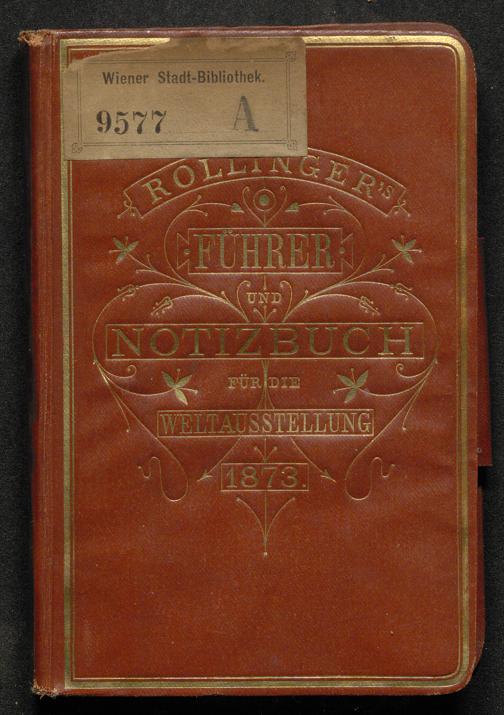 Wiener Stadt-Bibliothek.
9577 A
ROLLINGER'S
FÜHRER
UND
NOTIZBUCH
FÜR DIE
WELTAUSSTELLUNG
1873.